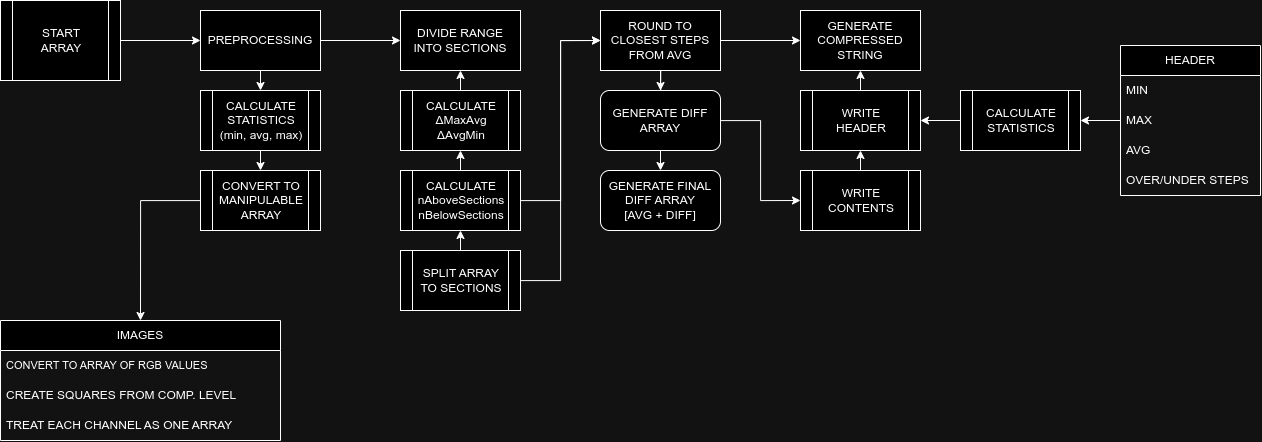 START
ARRAY
PREPROCESSING
CALCULATE
STATISTICS
(min, avg, max)
CONVERT TO
MANIPULABLE
ARRAY
IMAGES
CONVERT TO ARRAY OF RGB VALUES
CREATE SQUARES FROM COMP. LEVEL
TREAT EACH CHANNEL AS ONE ARRAY
DIVIDE RANGE
INTO SECTIONS
CALCULATE
ΔMaxAvg
ΔAvgMin
CALCULATE
nAboveSections
nBelowSections
SPLIT ARRAY
TO SECTIONS
ROUND TO
CLOSEST STEPS
FROM AVG
GENERATE DIFF
ARRAY
GENERATE FINAL
DIFF ARRAY
[AVG + DIFF]
GENERATE
COMPRESSED
STRING
WRITE
HEADER
WRITE
CONTENTS
CALCULATE
STATISTICS
HEADER
MIN
MAX
AVG
OVER/UNDER STEPS